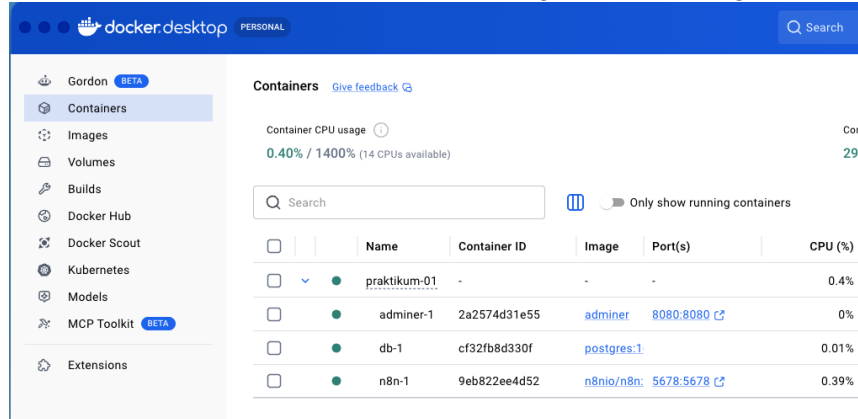 docker.desktop PERSONAL
Search
Gordon BETA
Containers
Images
Volumes
Builds
Docker Hub
Docker Scout
Kubernetes
Models
MCP Toolkit BETA
Extensions
Containers Give feedback
Container CPU usage
0.40% / 1400% (14 CPUs available)
Co
29
Search
Only show running containers
Name Container ID Image Port(s) CPU (%)
praktikum-01 - - - 0.4%
adminer-1 2a2574d31e55 adminer 8080:8080 0%
db-1 cf32fb8d330f postgres:1 0.01%
n8n-1 9eb822ee4d52 n8nio/n8n: 5678:5678 0.39%